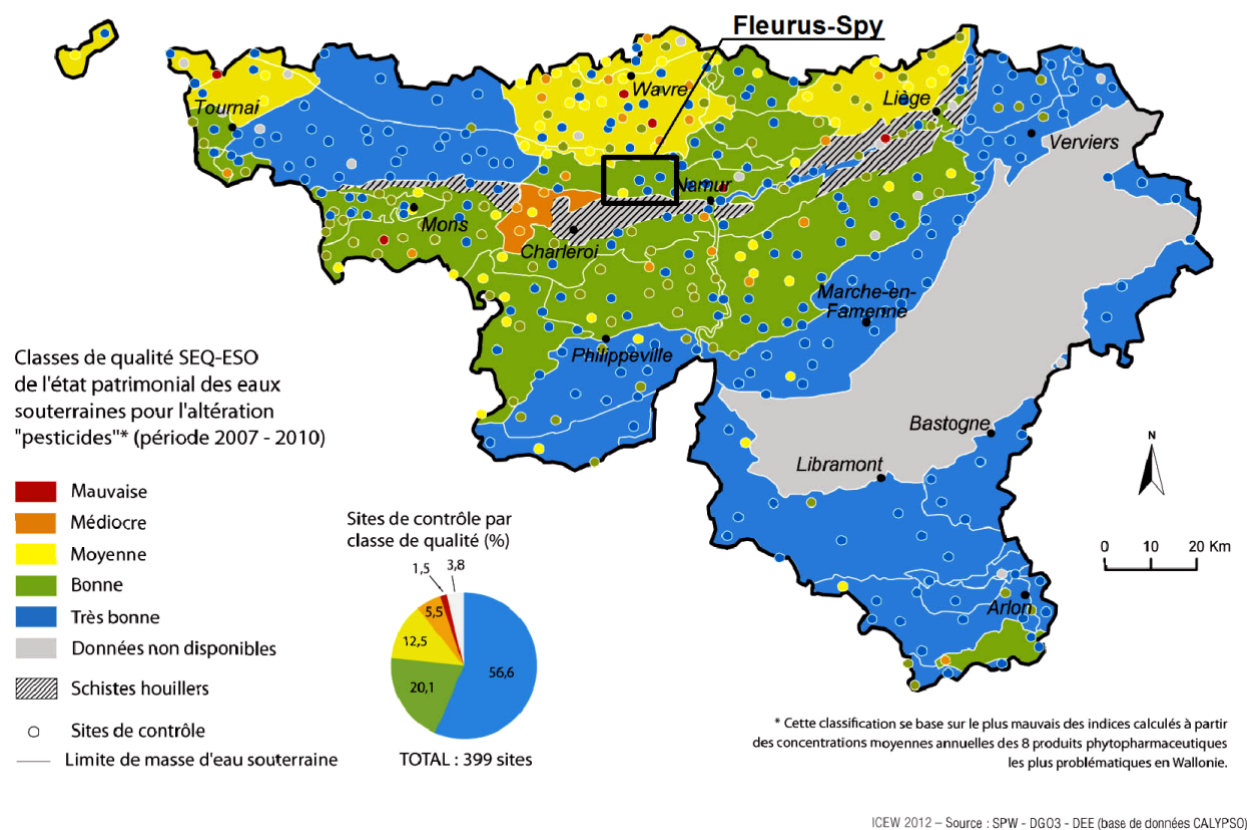 Fleurus-Spy
Wavre
Liège
Tournai
Verviers
Namur
Mons
Charleroi
Marche-en-
Famenne
Philippeville
Classes de qualité SEQ-ESO
de l'état patrimonial des eaux
souterraines pour l'altération
"pesticides"* (période 2007 - 2010)
Bastogne
Libramont
N
Mauvaise
Médiocre
Moyenne
Bonne
Très bonne
Données non disponibles
Schistes houillers
Sites de contrôle
Limite de masse d'eau souterraine
Sites de contrôle par
classe de qualité (%)
1,5
3,8
5,5
12,5
56,6
20,1
TOTAL : 399 sites
0 10 20 Km
Arlon
* Cette classification se base sur le plus mauvais des indices calculés à partir
des concentrations moyennes annuelles des 8 produits phytopharmaceutiques
les plus problématiques en Wallonie.
ICEW 2012 – Source : SPW - DGO3 - DEE (base de données CALYPSO)